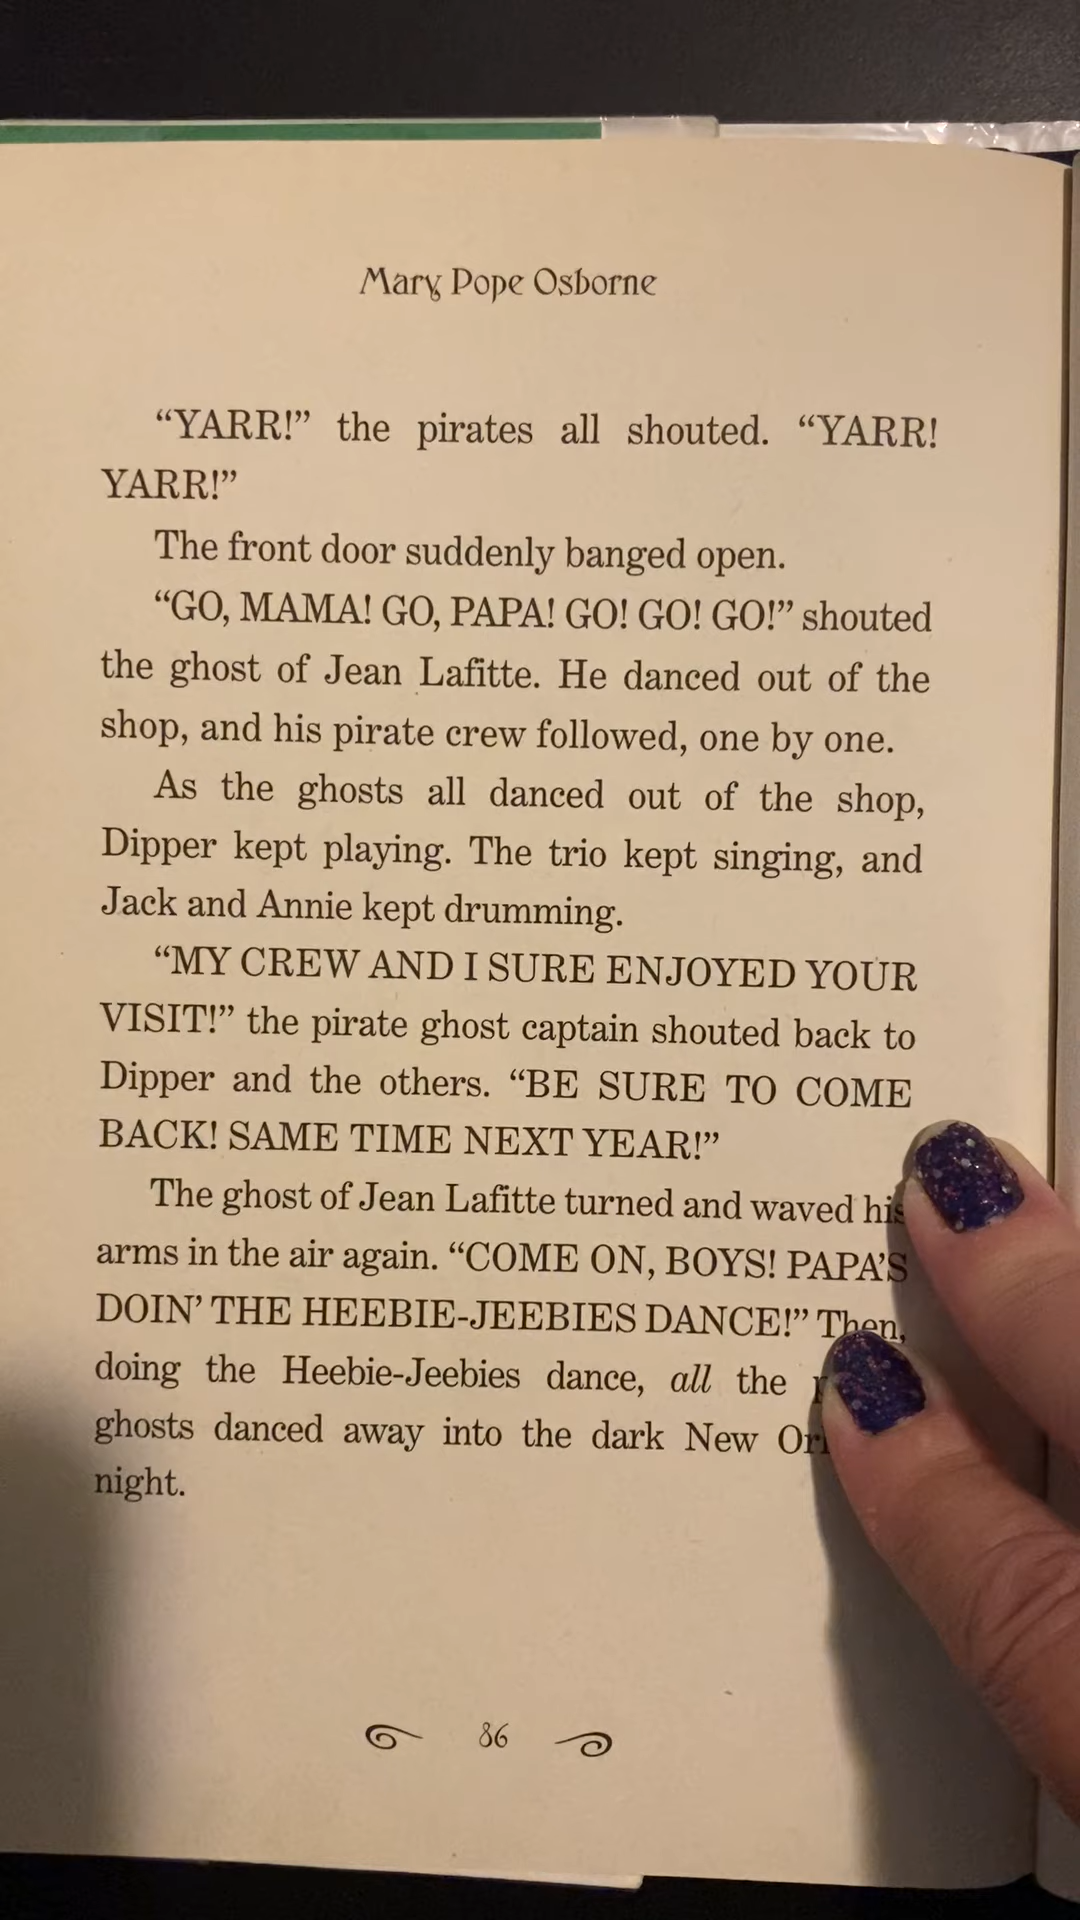 Mary Pope Osborne
“YARR!” the pirates all shouted. “YARR!
YARR!”
The front door suddenly banged open.
“GO, MAMA! GO, PAPA! GO! GO! GO!” shouted
the ghost of Jean Lafitte. He danced out of the
shop, and his pirate crew followed, one by one.
As the ghosts all danced out of the shop,
Dipper kept playing. The trio kept singing, and
Jack and Annie kept drumming.
“MY CREW AND I SURE ENJOYED YOUR
VISIT!” the pirate ghost captain shouted back to
Dipper and the others. “BE SURE TO COME
BACK! SAME TIME NEXT YEAR!”
The ghost of Jean Lafitte turned and waved his
arms in the air again. “COME ON, BOYS! PAPA’S
DOIN’ THE HEEBIE-JEEBIES DANCE!” Then,
doing the Heebie-Jeebies dance, all the
ghosts danced away into the dark New
night.
86